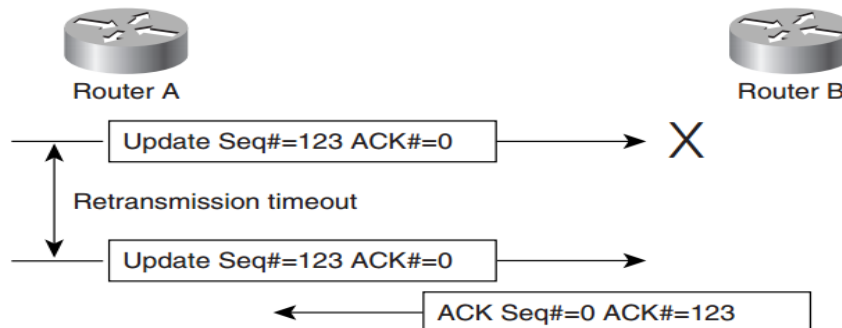 Router A
Router B
Update Seq#=123 ACK#=0
X
Retransmission timeout
Update Seq#=123 ACK#=0
ACK Seq#=0 ACK#=123